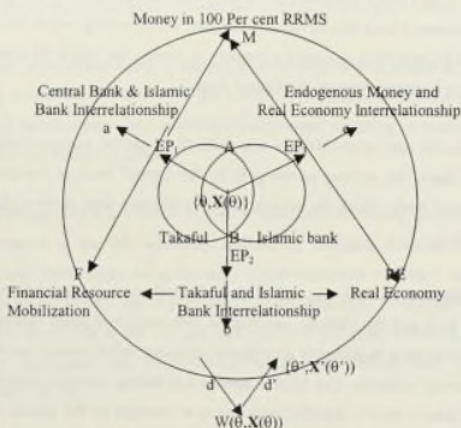 Money in 100 Per cent RRMS
M
Central Bank & Islamic
Bank Interrelationship
Endogenous Money and
Real Economy Interrelationship
a
c
EP₁
A
EP₃
{θ,X(θ)}
Takaful
B
Islamic bank
EP₂
F
RE
Financial Resource
Mobilization
Takaful and Islamic
Bank Interrelationship
Real Economy
b
{θ',X'(θ'))
d
d'
W(θ,X(θ))